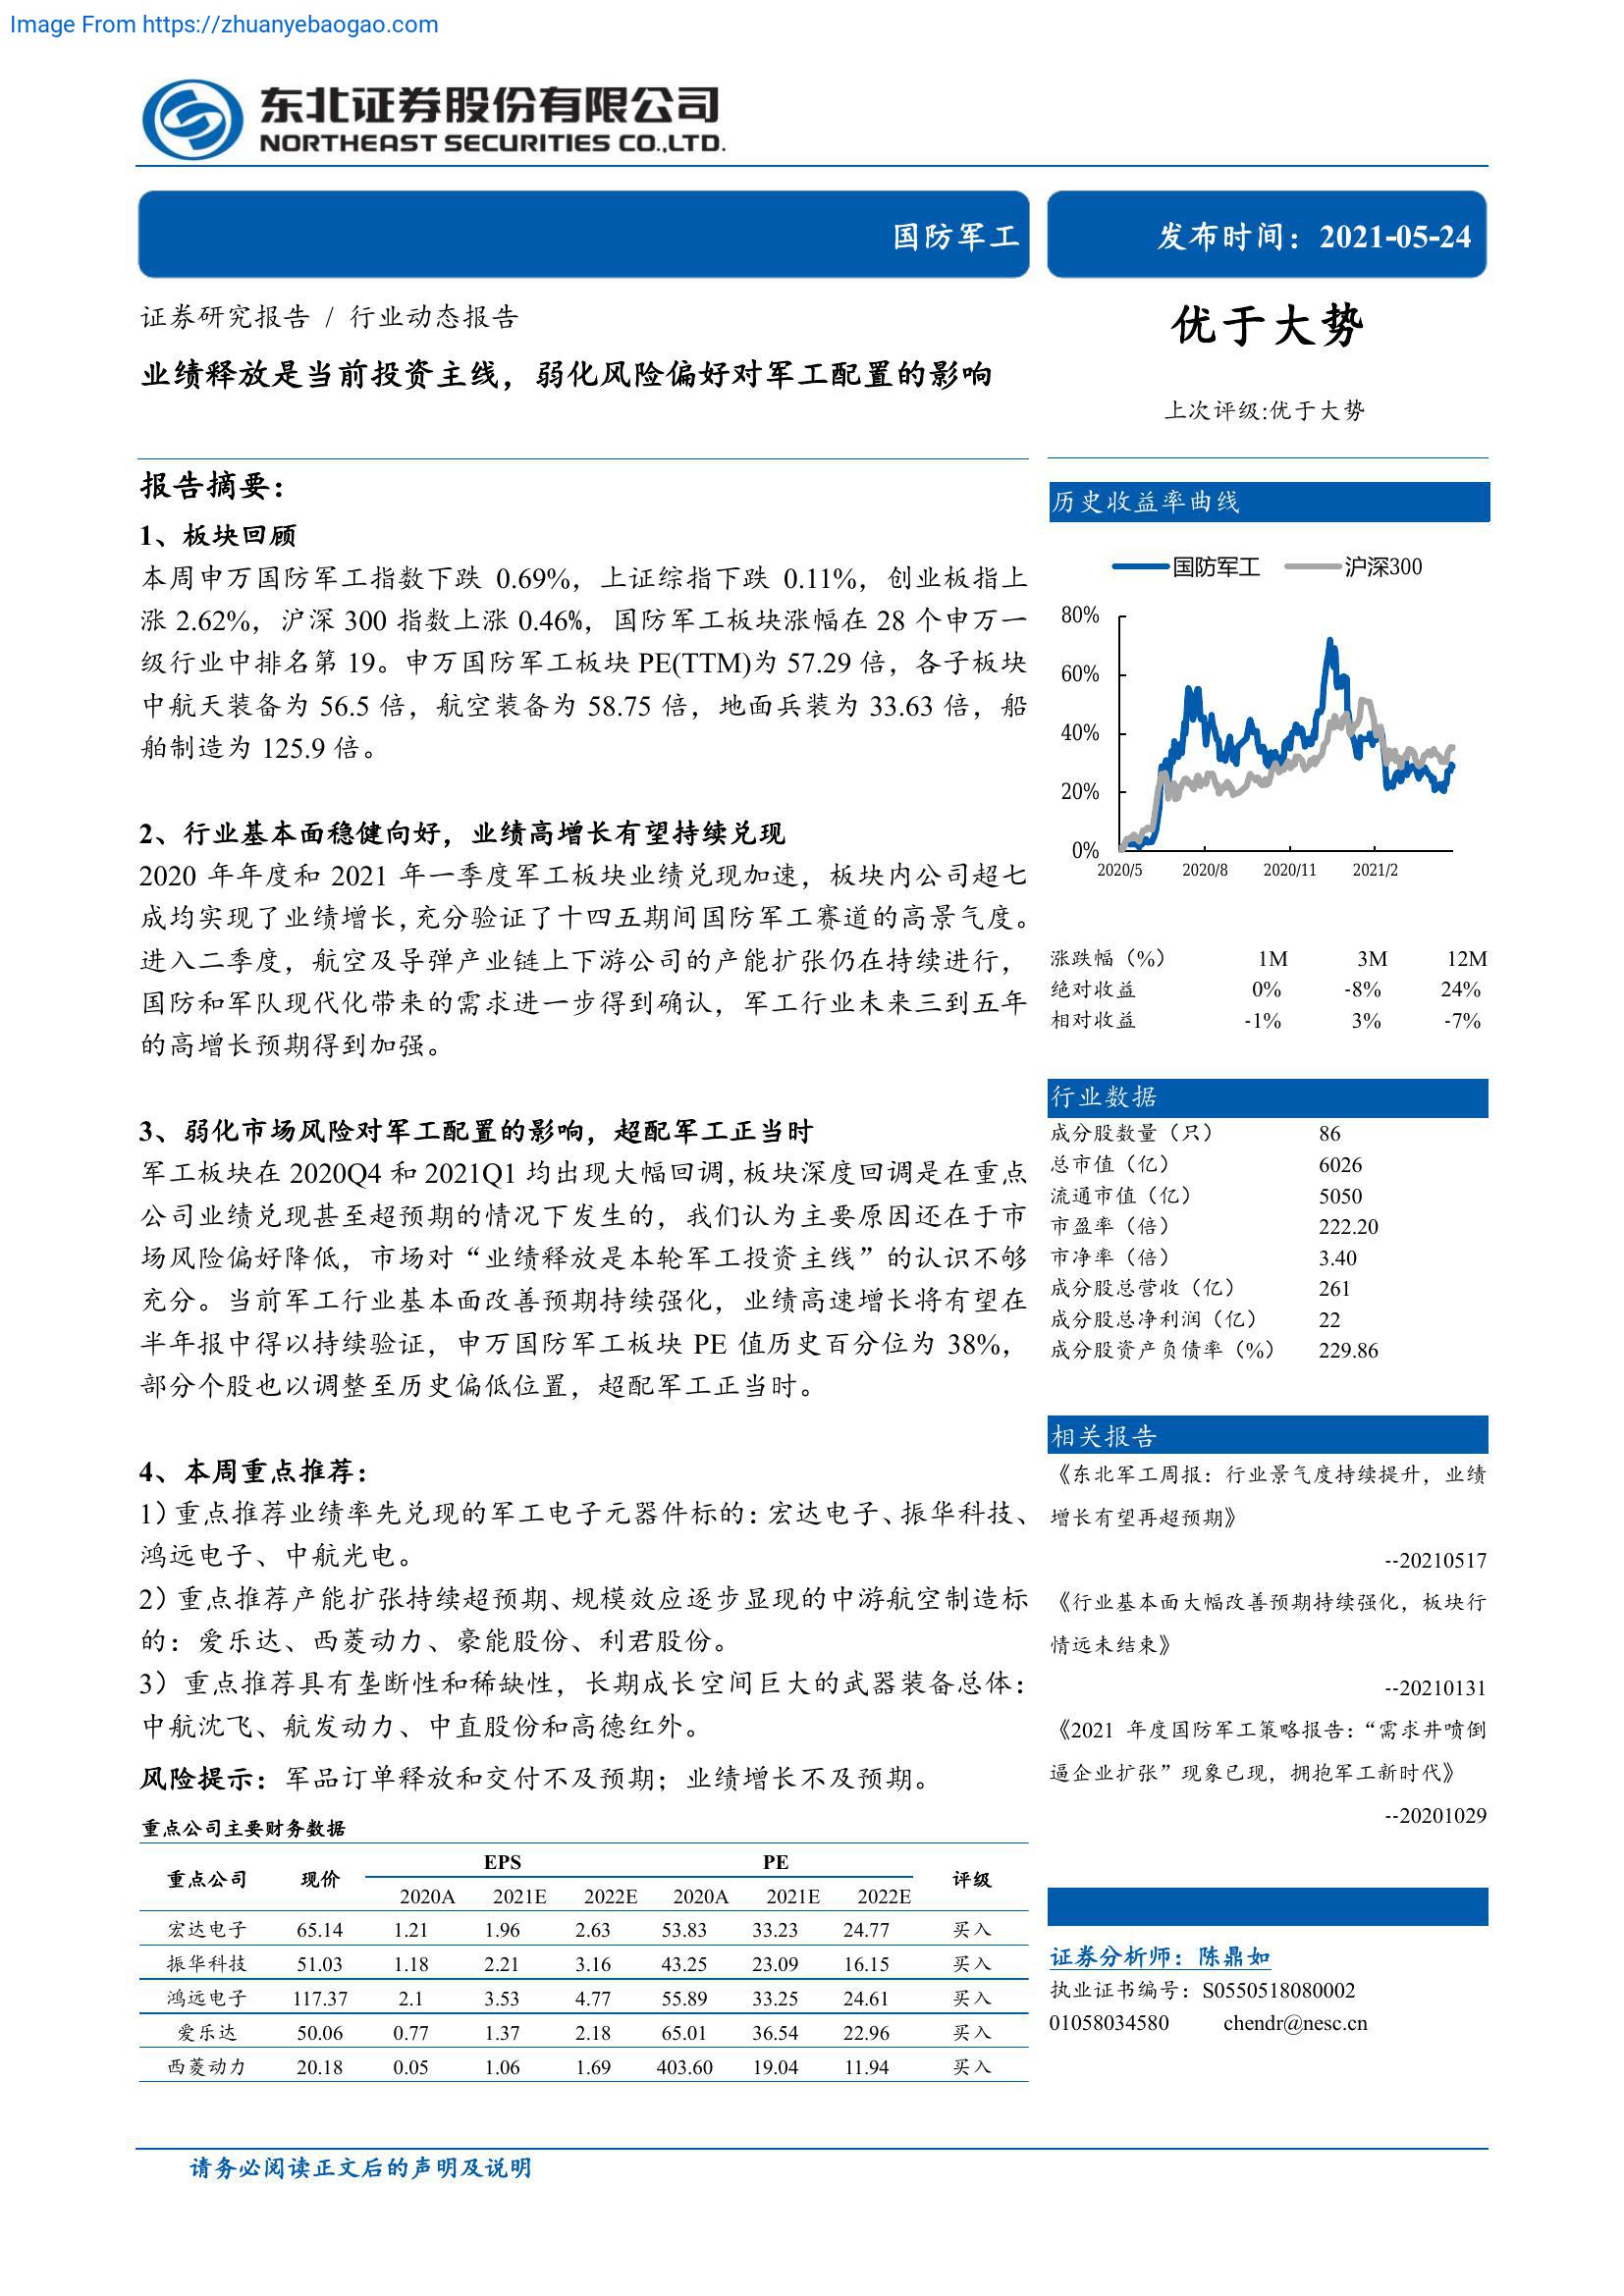 Image From https://zhuanyebaogao.com
东北证券股份有限公司
NORTHEAST SECURITIES CO.,LTD.
国防军工
发布时间：2021-05-24
证券研究报告 / 行业动态报告
业绩释放是当前投资主线，弱化风险偏好对军工配置的影响
优于大势
上次评级:优于大势
报告摘要：
1、板块回顾
本周申万国防军工指数下跌 0.69%，上证综指下跌 0.11%，创业板指上
涨 2.62%，沪深 300 指数上涨 0.46%，国防军工板块涨幅在 28 个申万一
级行业中排名第 19。申万国防军工板块 PE(TTM)为 57.29 倍，各子板块
中航天装备为 56.5 倍，航空装备为 58.75 倍，地面兵装为 33.63 倍，船
舶制造为 125.9 倍。
2、行业基本面稳健向好，业绩高增长有望持续兑现
2020 年年度和 2021 年一季度军工板块业绩兑现加速，板块内公司超七
成均实现了业绩增长，充分验证了十四五期间国防军工赛道的高景气度。
进入二季度，航空及导弹产业链上下游公司的产能扩张仍在持续进行，
国防和军队现代化带来的需求进一步得到确认，军工行业未来三到五年
的高增长预期得到加强。
3、弱化市场风险对军工配置的影响，超配军工正当时
军工板块在 2020Q4 和 2021Q1 均出现大幅回调，板块深度回调是在重点
公司业绩兑现甚至超预期的情况下发生的，我们认为主要原因还在于市
场风险偏好降低，市场对“业绩释放是本轮军工投资主线”的认识不够
充分。当前军工行业基本面改善预期持续强化，业绩高速增长将有望在
半年报中得以持续验证，申万国防军工板块 PE 值历史百分位为 38%，
部分个股也以调整至历史偏低位置，超配军工正当时。
4、本周重点推荐：
1）重点推荐业绩率先兑现的军工电子元器件标的：宏达电子、振华科技、
鸿远电子、中航光电。
2）重点推荐产能扩张持续超预期、规模效应逐步显现的中游航空制造标
的：爱乐达、西菱动力、豪能股份、利君股份。
3）重点推荐具有垄断性和稀缺性，长期成长空间巨大的武器装备总体：
中航沈飞、航发动力、中直股份和高德红外。
风险提示：军品订单释放和交付不及预期；业绩增长不及预期。
重点公司主要财务数据
重点公司 现价 EPS PE 评级
2020A 2021E 2022E 2020A 2021E 2022E
宏达电子 65.14 1.21 1.96 2.63 53.83 33.23 24.77 买入
振华科技 51.03 1.18 2.21 3.16 43.25 23.09 16.15 买入
鸿远电子 117.37 2.1 3.53 4.77 55.89 33.25 24.61 买入
爱乐达 50.06 0.77 1.37 2.18 65.01 36.54 22.96 买入
西菱动力 20.18 0.05 1.06 1.69 403.60 19.04 11.94 买入
历史收益率曲线
国防军工 沪深300
80%
60%
40%
20%
0%
2020/5 2020/8 2020/11 2021/2
涨跌幅（%） 1M 3M 12M
绝对收益 0% -8% 24%
相对收益 -1% 3% -7%
行业数据
成分股数量（只） 86
总市值（亿） 6026
流通市值（亿） 5050
市盈率（倍） 222.20
市净率（倍） 3.40
成分股总营收（亿） 261
成分股总净利润（亿） 22
成分股资产负债率（%） 229.86
相关报告
《东北军工周报：行业景气度持续提升，业绩
增长有望再超预期》
--20210517
《行业基本面大幅改善预期持续强化，板块行
情远未结束》
--20210131
《2021 年度国防军工策略报告：“需求井喷倒
逼企业扩张”现象已现，拥抱军工新时代》
--20201029
证券分析师：陈鼎如
执业证书编号：S0550518080002
01058034580 chendr@nesc.cn
请务必阅读正文后的声明及说明